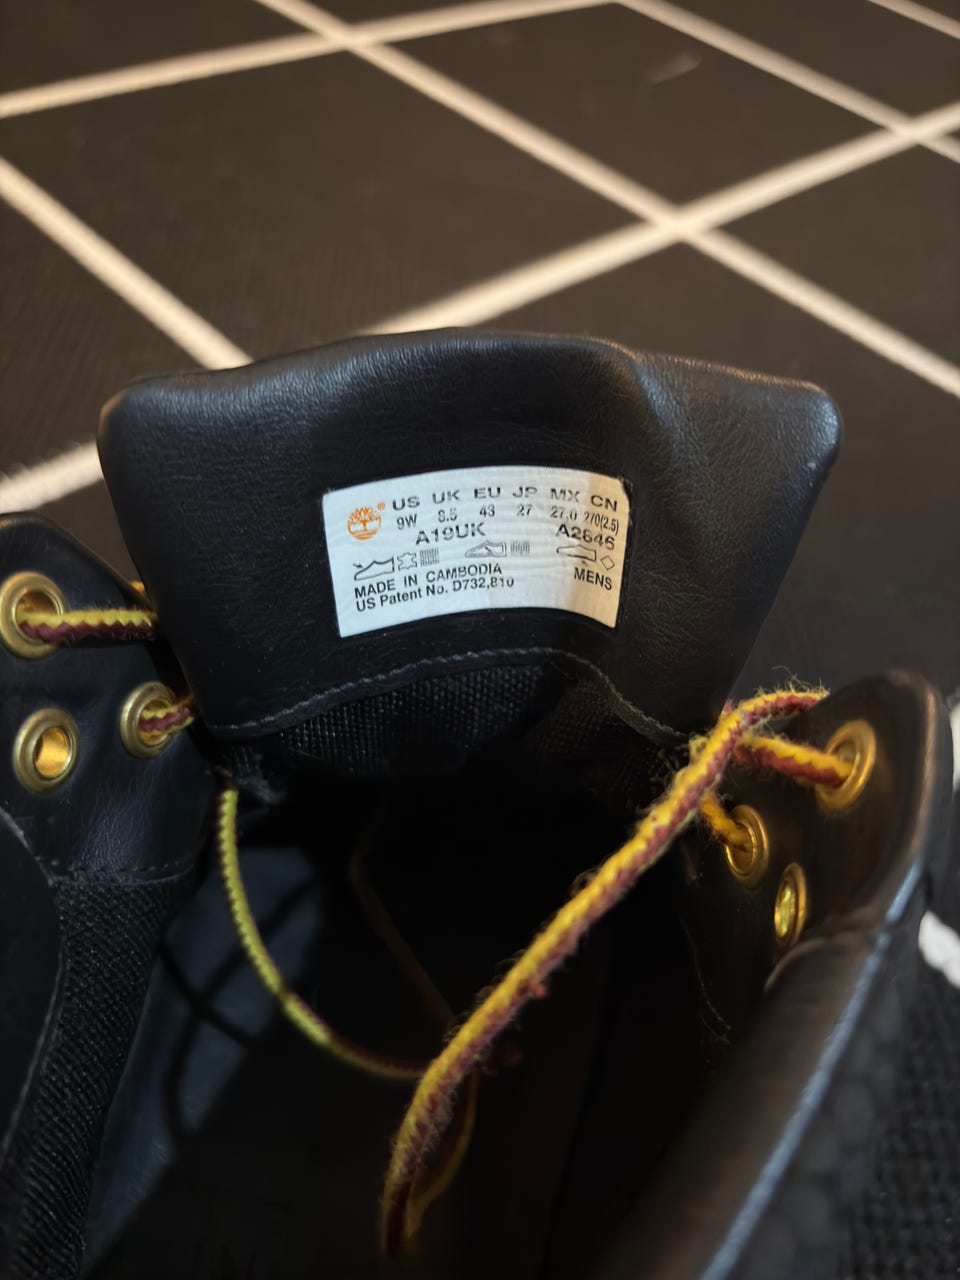 ® US UK EU JP MX CN
9W 8.5 43 27 27.0 270(2.5)
A19UK A2646
MADE IN CAMBODIA MENS
US Patent No. D732,810